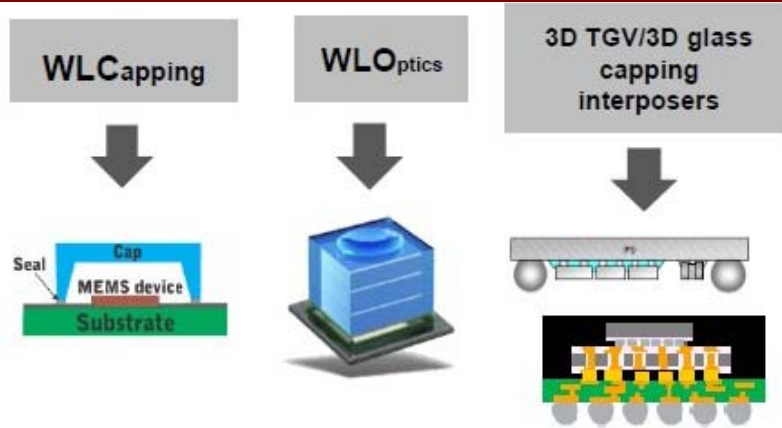 WLCapping
WLOptics
3D TGV/3D glass
capping
interposers
Cap
Seal
MEMS device
Substrate